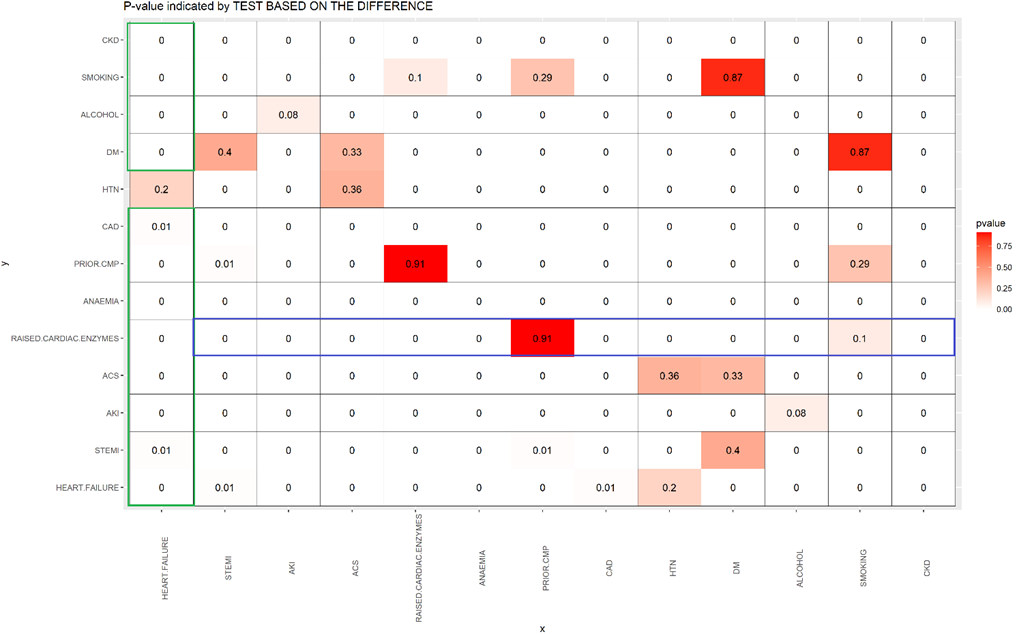 P-value indicated by TEST BASED ON THE DIFFERENCE
CKD 0 0 0 0 0 0 0 0 0 0 0 0 0
SMOKING 0 0 0 0 0.1 0 0.29 0 0 0.87 0 0 0
ALCOHOL 0 0 0.08 0 0 0 0 0 0 0 0 0 0
DM 0 0.4 0 0.33 0 0 0 0 0 0 0 0.87 0
HTN 0.2 0 0 0.36 0 0 0 0 0 0 0 0 0
CAD 0.01 0 0 0 0 0 0 0 0 0 0 0 0
PRIOR.CMP 0 0.01 0 0 0.91 0 0 0 0 0 0 0.29 0
ANAEMIA 0 0 0 0 0 0 0 0 0 0 0 0 0
RAISED.CARDIAC.ENZYMES 0 0 0 0 0 0 0.91 0 0 0 0 0.1 0
ACS 0 0 0 0 0 0 0 0 0.36 0.33 0 0 0
AKI 0 0 0 0 0 0 0 0 0 0 0.08 0 0
STEMI 0.01 0 0 0 0 0 0.01 0 0 0.4 0 0 0
HEART.FAILURE 0 0.01 0 0 0 0 0 0.01 0.2 0 0 0 0
y
HEART.FAILURE
STEMI
AKI
ACS
RAISED.CARDIAC.ENZYMES
ANAEMIA
PRIOR.CMP
CAD
HTN
DM
ALCOHOL
SMOKING
CKD
x
pvalue
0.75
0.50
0.25
0.00